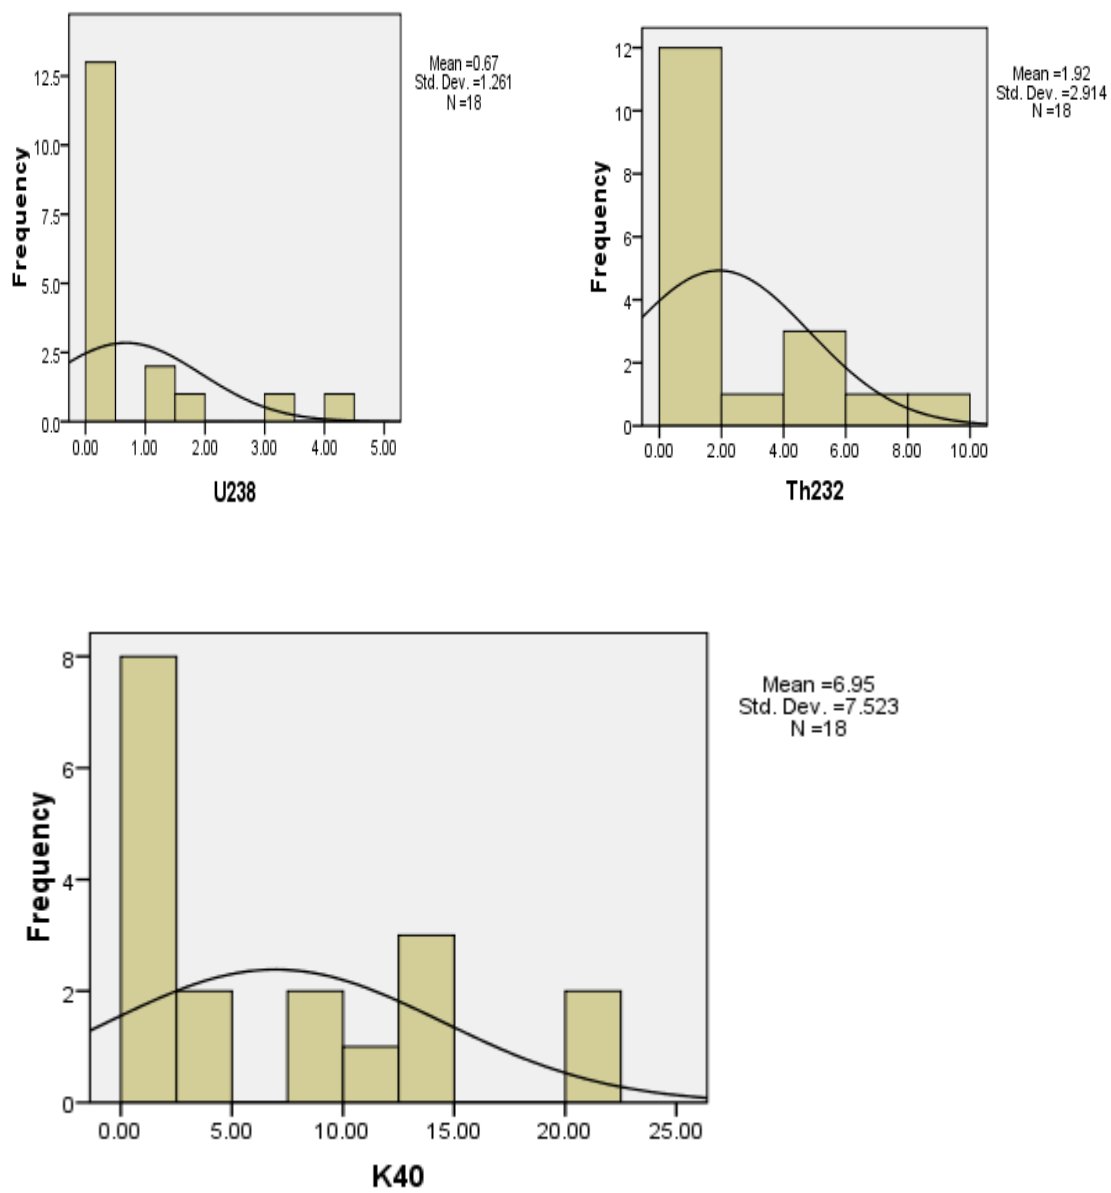 Frequency
12.5
10.0
7.5
5.0
2.5
0.0
0.00 1.00 2.00 3.00 4.00 5.00
U238
Mean =0.67
Std. Dev. =1.261
N =18
Frequency
12
10
8
6
4
2
0
0.00 2.00 4.00 6.00 8.00 10.00
Th232
Mean =1.92
Std. Dev. =2.914
N =18
Frequency
8
6
4
2
0
0.00 5.00 10.00 15.00 20.00 25.00
K40
Mean =6.95
Std. Dev. =7.523
N =18